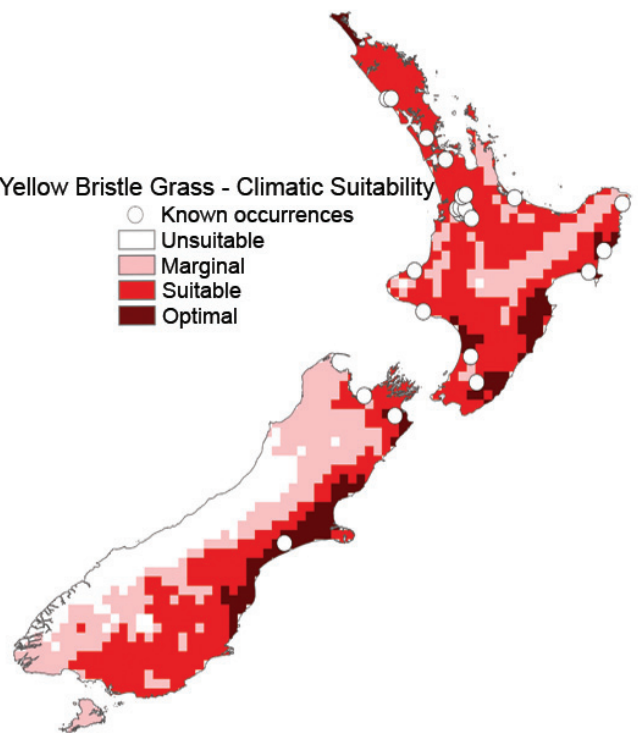 Yellow Bristle Grass - Climatic Suitability
Known occurrences
Unsuitable
Marginal
Suitable
Optimal